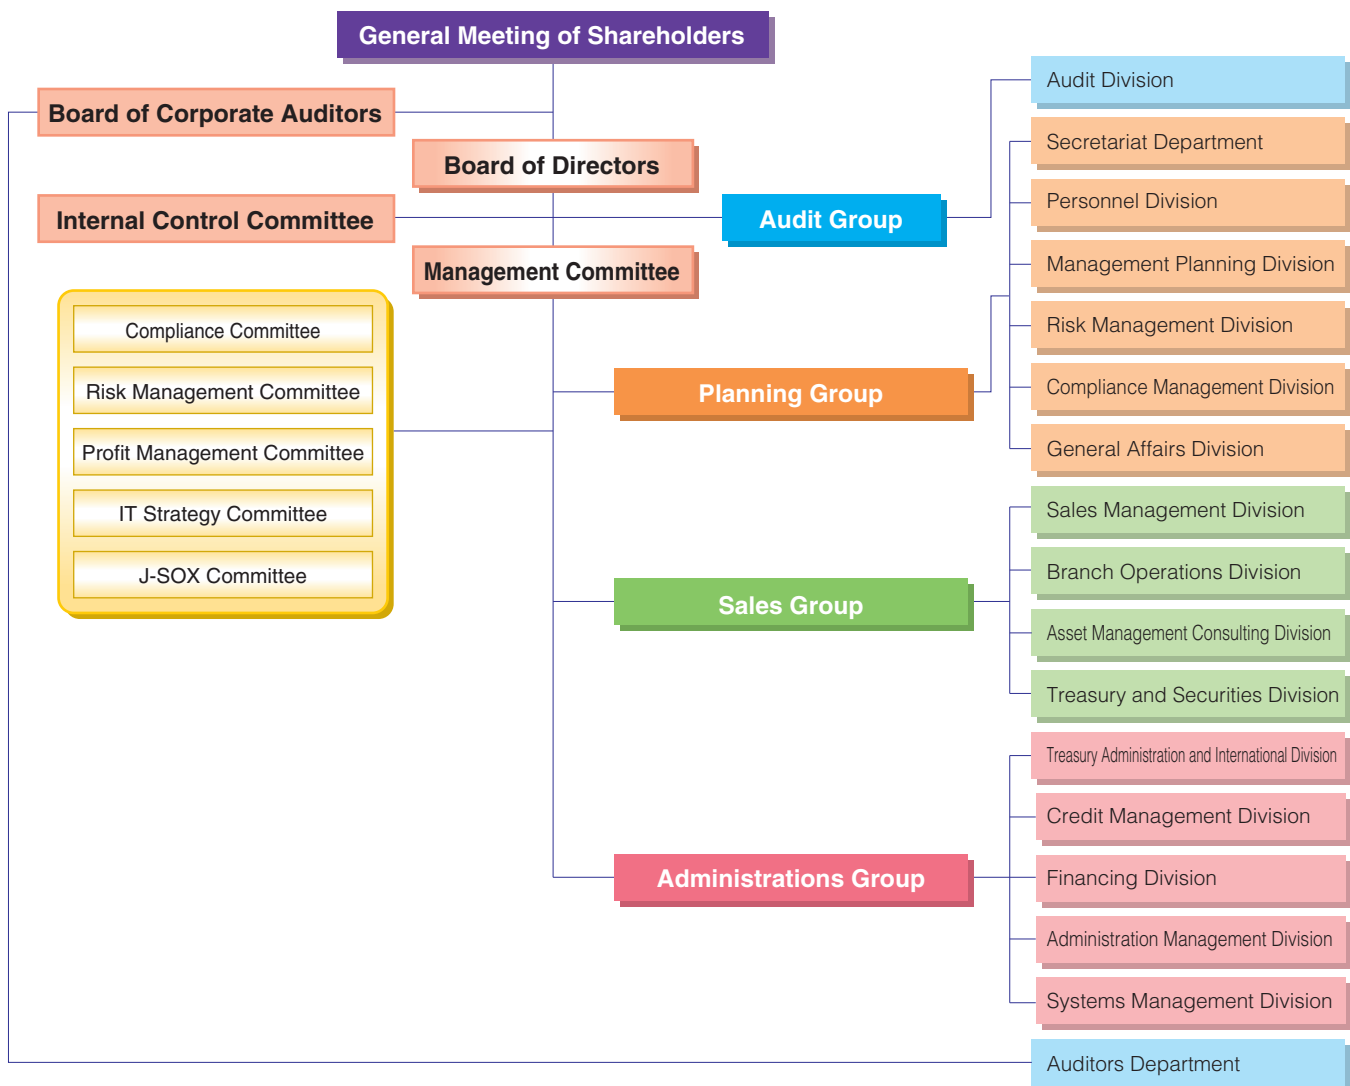 General Meeting of Shareholders
Board of Corporate Auditors
Board of Directors
Internal Control Committee
Audit Group
Management Committee
Compliance Committee
Risk Management Committee
Profit Management Committee
IT Strategy Committee
J-SOX Committee
Planning Group
Sales Group
Administrations Group
Audit Division
Secretariat Department
Personnel Division
Management Planning Division
Risk Management Division
Compliance Management Division
General Affairs Division
Sales Management Division
Branch Operations Division
Asset Management Consulting Division
Treasury and Securities Division
Treasury Administration and International Division
Credit Management Division
Financing Division
Administration Management Division
Systems Management Division
Auditors Department